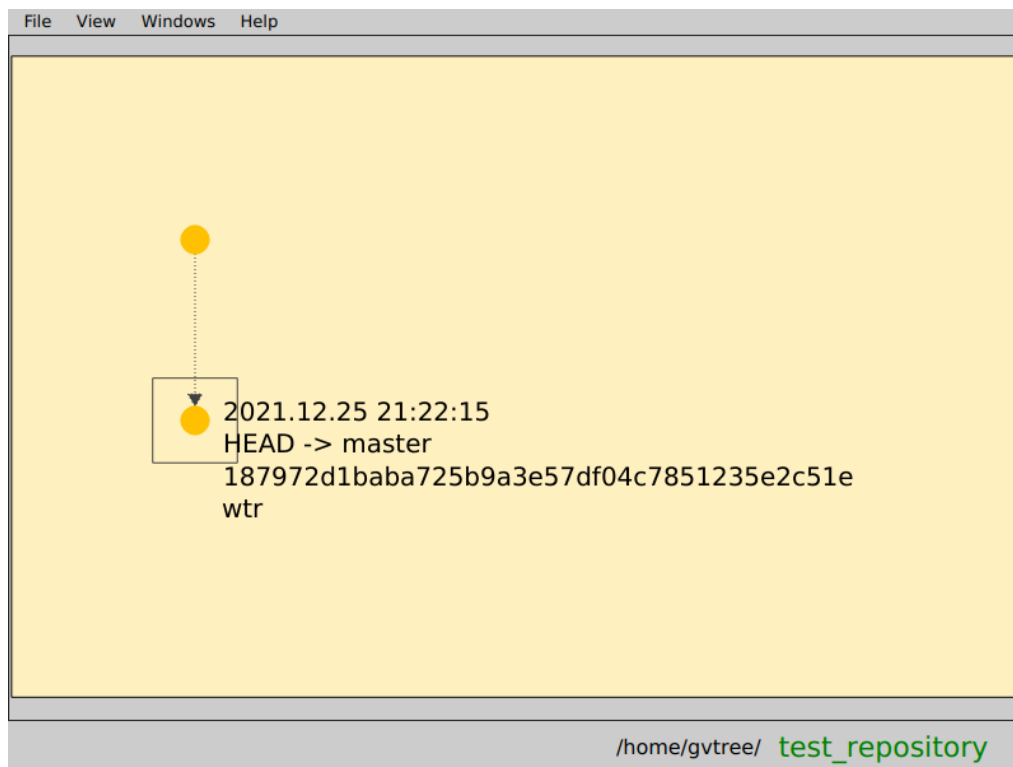 File View Windows Help
2021.12.25 21:22:15
HEAD -> master
187972d1baba725b9a3e57df04c7851235e2c51e
wtr
/home/gvtree/ test_repository